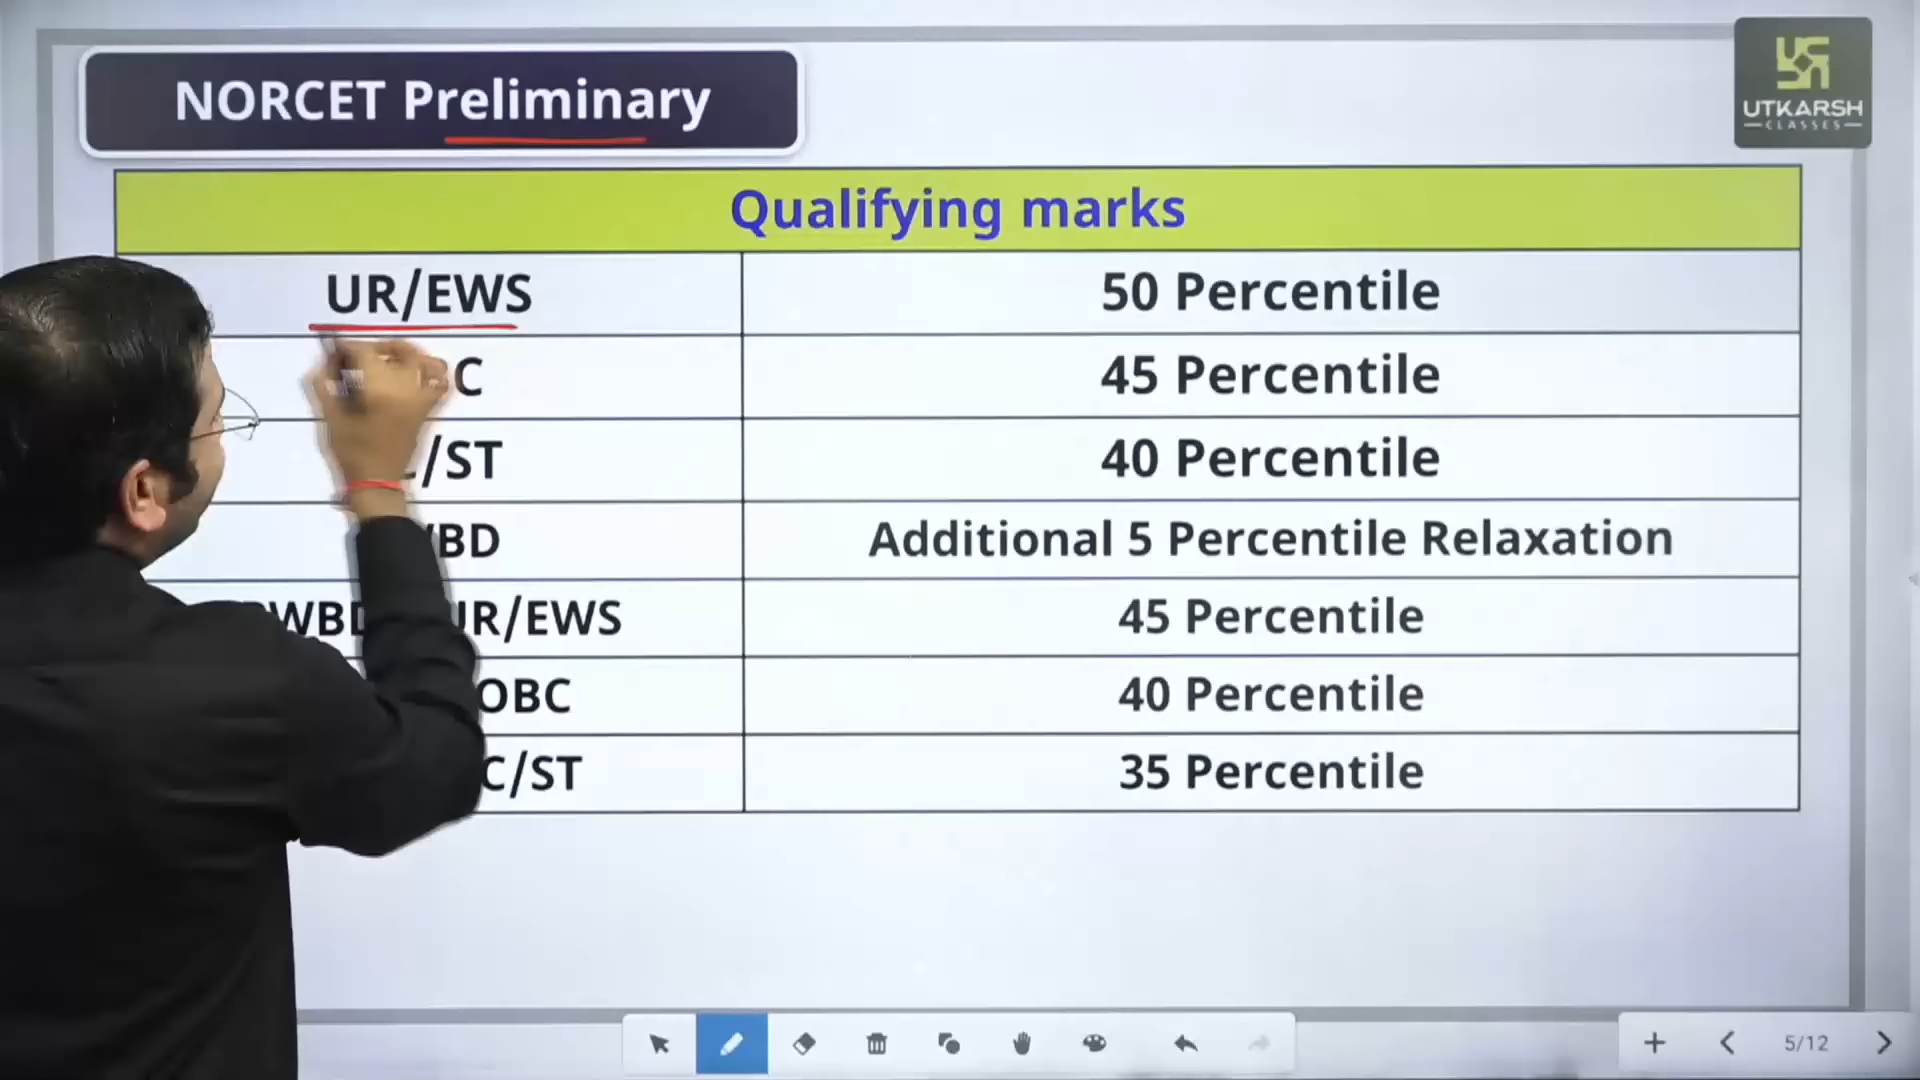 NORCET Preliminary
UTKARSH
CLASSES
Qualifying marks
UR/EWS 50 Percentile
45 Percentile
/ST 40 Percentile
BD Additional 5 Percentile Relaxation
UR/EWS 45 Percentile
OBC 40 Percentile
C/ST 35 Percentile
5/12